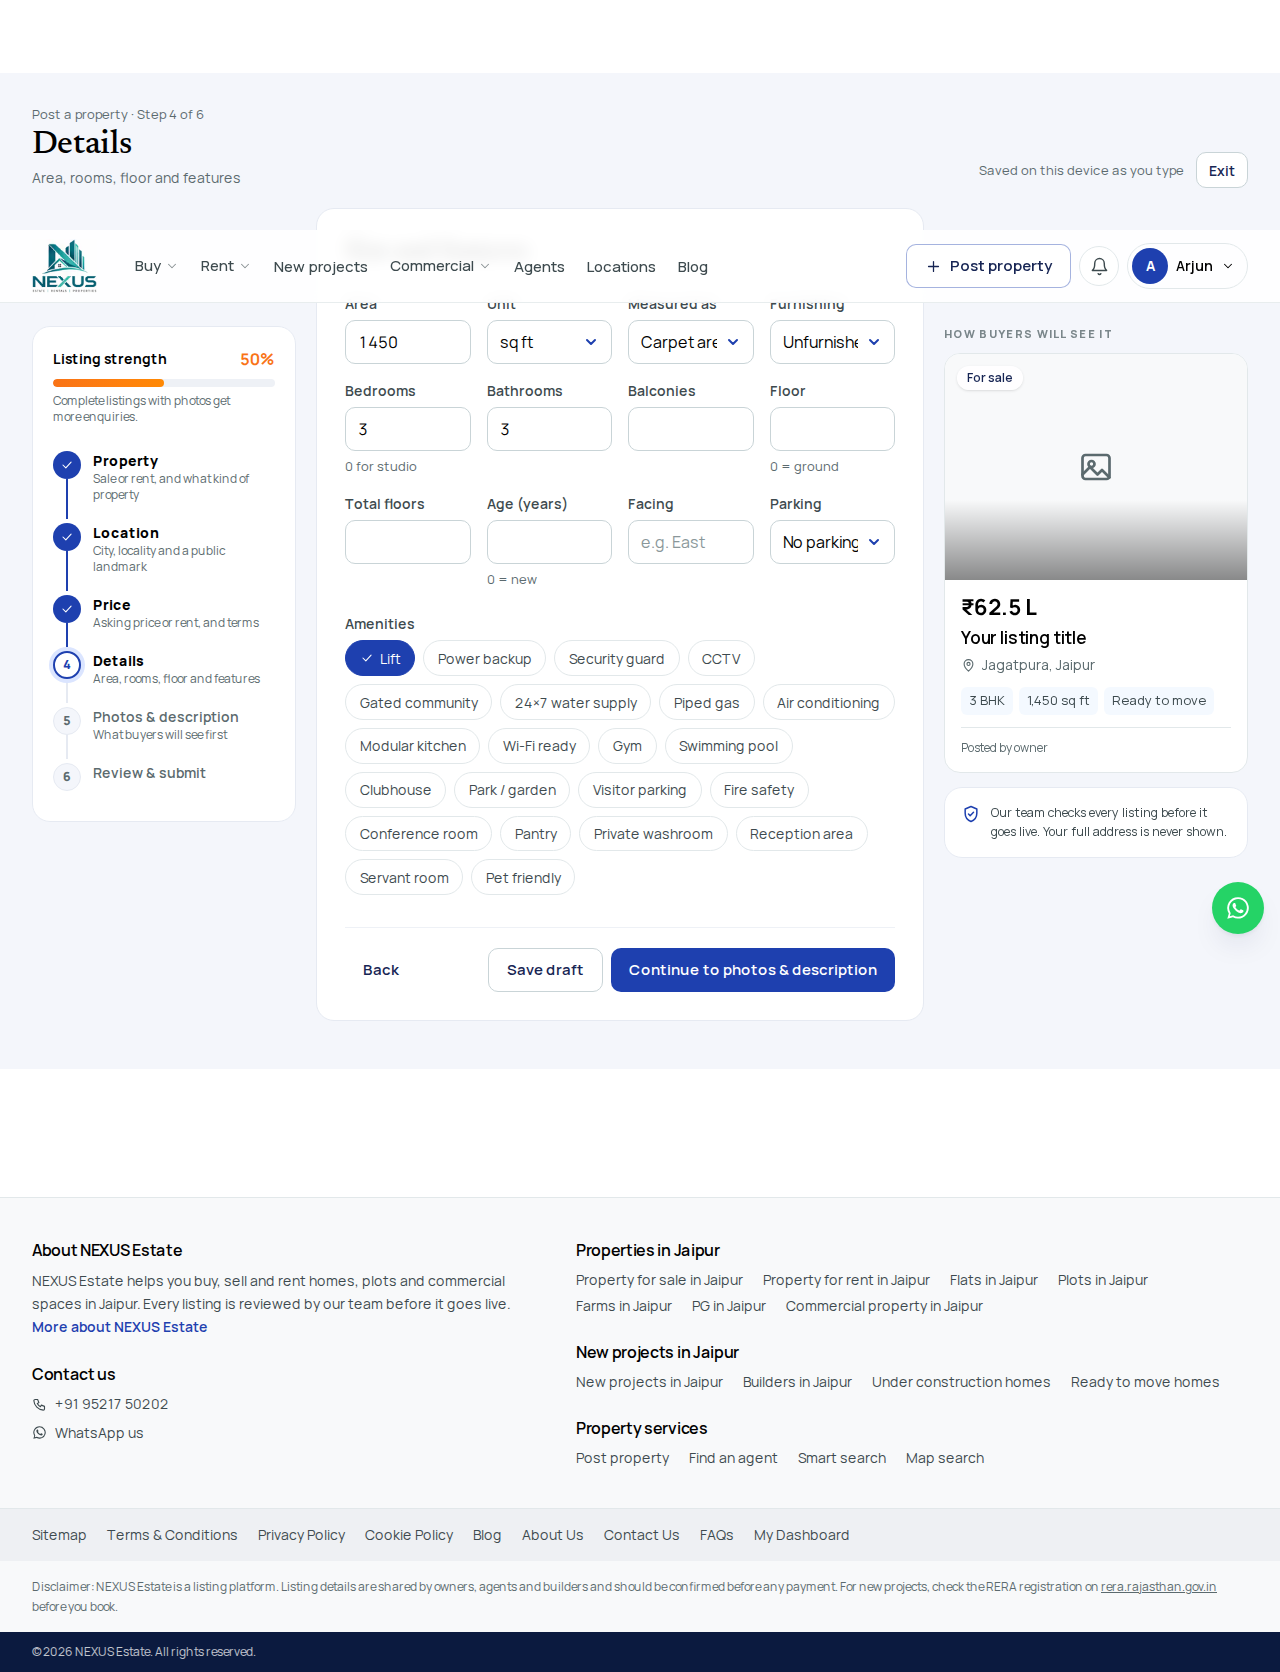 Post a property · Step 4 of 6
Details
Area, rooms, floor and features
Saved on this device as you type
Exit
NEXUS
Buy
Rent
New projects
Commercial
Agents
Locations
Blog
Post property
A
Arjun
Listing strength
50%
Complete listings with photos get
more enquiries.
Property
Sale or rent, and what kind of
property
Location
City, locality and a public
landmark
Price
Asking price or rent, and terms
4
Details
Area, rooms, floor and features
5
Photos & description
What buyers will see first
6
Review & submit
Area
Unit
Measured as
Furnishing
1450
sq ft
Carpet are
Unfurnishe
Bedrooms
Bathrooms
Balconies
Floor
3
3
0 for studio
0 = ground
Total floors
Age (years)
Facing
Parking
e.g. East
No parking
0 = new
Amenities
Lift
Power backup
Security guard
CCTV
Gated community
24×7 water supply
Piped gas
Air conditioning
Modular kitchen
Wi-Fi ready
Gym
Swimming pool
Clubhouse
Park / garden
Visitor parking
Fire safety
Conference room
Pantry
Private washroom
Reception area
Servant room
Pet friendly
Back
Save draft
Continue to photos & description
HOW BUYERS WILL SEE IT
For sale
₹62.5 L
Your listing title
Jagatpura, Jaipur
3 BHK
1,450 sq ft
Ready to move
Posted by owner
Our team checks every listing before it
goes live. Your full address is never shown.
About NEXUS Estate
NEXUS Estate helps you buy, sell and rent homes, plots and commercial
spaces in Jaipur. Every listing is reviewed by our team before it goes live.
More about NEXUS Estate
Contact us
+91 95217 50202
WhatsApp us
Properties in Jaipur
Property for sale in Jaipur
Property for rent in Jaipur
Flats in Jaipur
Plots in Jaipur
Farms in Jaipur
PG in Jaipur
Commercial property in Jaipur
New projects in Jaipur
New projects in Jaipur
Builders in Jaipur
Under construction homes
Ready to move homes
Property services
Post property
Find an agent
Smart search
Map search
Sitemap
Terms & Conditions
Privacy Policy
Cookie Policy
Blog
About Us
Contact Us
FAQs
My Dashboard
Disclaimer: NEXUS Estate is a listing platform. Listing details are shared by owners, agents and builders and should be confirmed before any payment. For new projects, check the RERA registration on rera.rajasthan.gov.in
before you book.
© 2026 NEXUS Estate. All rights reserved.